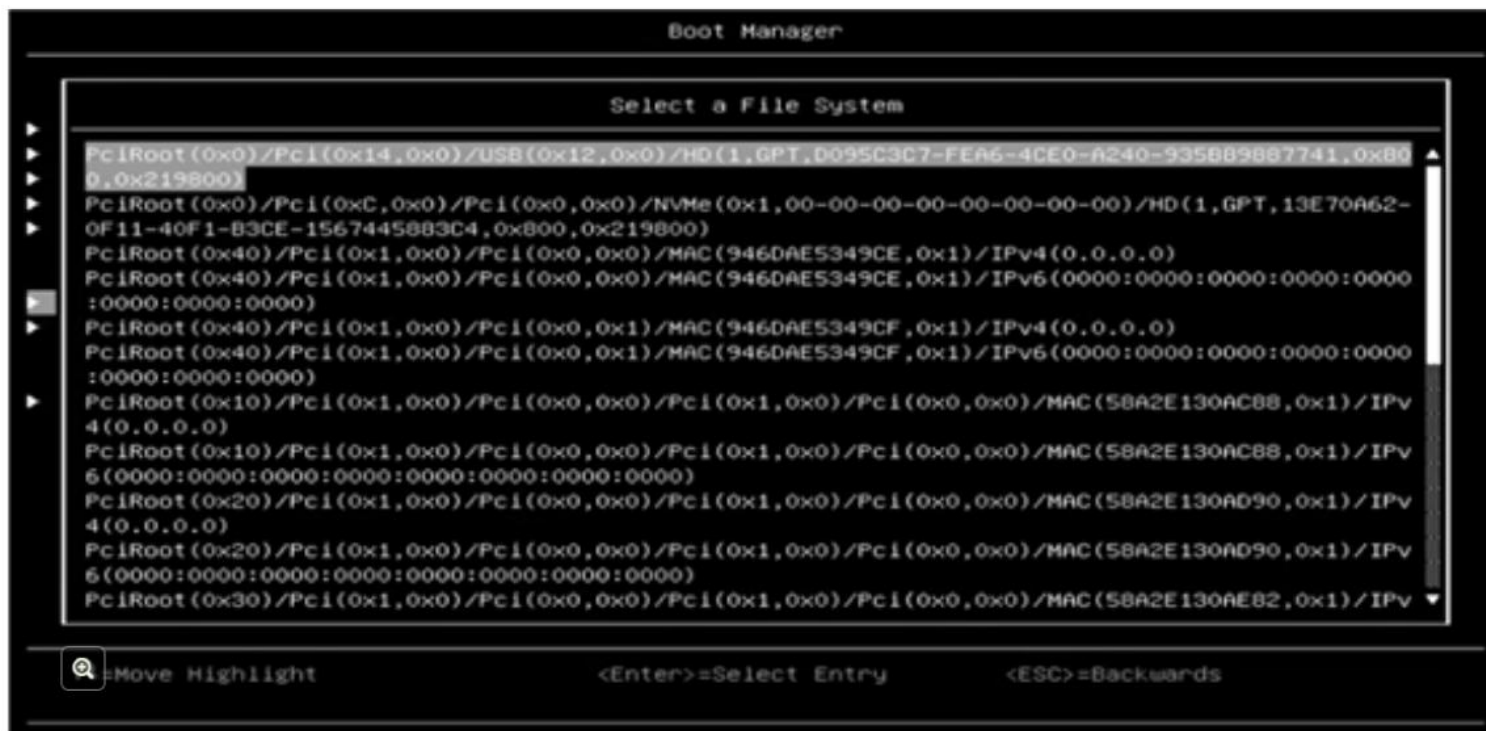 Boot Manager
Select a File System
PciRoot(0x0)/Pci(0x14,0x0)/USB(0x12,0x0)/HD(1,GPT,D095C3C7-FEA6-4CE0-A240-935B89887741,0x80
0,0x219800)
PciRoot(0x0)/Pci(0xC,0x0)/Pci(0x0,0x0)/NVMe(0x1,00-00-00-00-00-00-00-00)/HD(1,GPT,13E70A62-
0F11-40F1-B3CE-1567445883C4,0x800,0x219800)
PciRoot(0x40)/Pci(0x1,0x0)/Pci(0x0,0x0)/MAC(946DAE5349CE,0x1)/IPv4(0.0.0.0)
PciRoot(0x40)/Pci(0x1,0x0)/Pci(0x0,0x0)/MAC(946DAE5349CE,0x1)/IPv6(0000:0000:0000:0000:0000
:0000:0000:0000)
PciRoot(0x40)/Pci(0x1,0x0)/Pci(0x0,0x1)/MAC(946DAE5349CF,0x1)/IPv4(0.0.0.0)
PciRoot(0x40)/Pci(0x1,0x0)/Pci(0x0,0x1)/MAC(946DAE5349CF,0x1)/IPv6(0000:0000:0000:0000:0000
:0000:0000:0000)
PciRoot(0x10)/Pci(0x1,0x0)/Pci(0x0,0x0)/Pci(0x1,0x0)/Pci(0x0,0x0)/MAC(58A2E130AC88,0x1)/IPv
4(0.0.0.0)
PciRoot(0x10)/Pci(0x1,0x0)/Pci(0x0,0x0)/Pci(0x1,0x0)/Pci(0x0,0x0)/MAC(58A2E130AC88,0x1)/IPv
6(0000:0000:0000:0000:0000:0000:0000:0000)
PciRoot(0x20)/Pci(0x1,0x0)/Pci(0x0,0x0)/Pci(0x1,0x0)/Pci(0x0,0x0)/MAC(58A2E130AD90,0x1)/IPv
4(0.0.0.0)
PciRoot(0x20)/Pci(0x1,0x0)/Pci(0x0,0x0)/Pci(0x1,0x0)/Pci(0x0,0x0)/MAC(58A2E130AD90,0x1)/IPv
6(0000:0000:0000:0000:0000:0000:0000:0000)
PciRoot(0x30)/Pci(0x1,0x0)/Pci(0x0,0x0)/Pci(0x1,0x0)/Pci(0x0,0x0)/MAC(58A2E130AE82,0x1)/IPv
=Move Highlight <Enter>=Select Entry <ESC>=Backwards